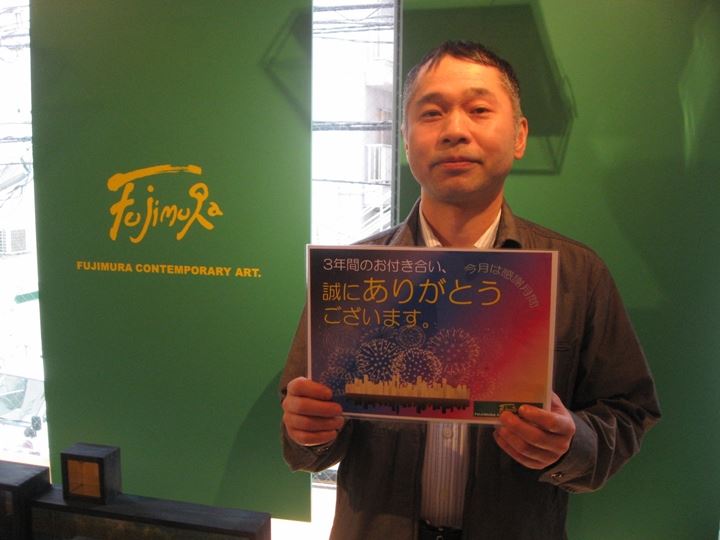 Fujimura
FUJIMURA CONTEMPORARY ART.
3年間のお付き合い、
今月は感謝月間!
誠にありがとう
ございます。
FUJIMURA